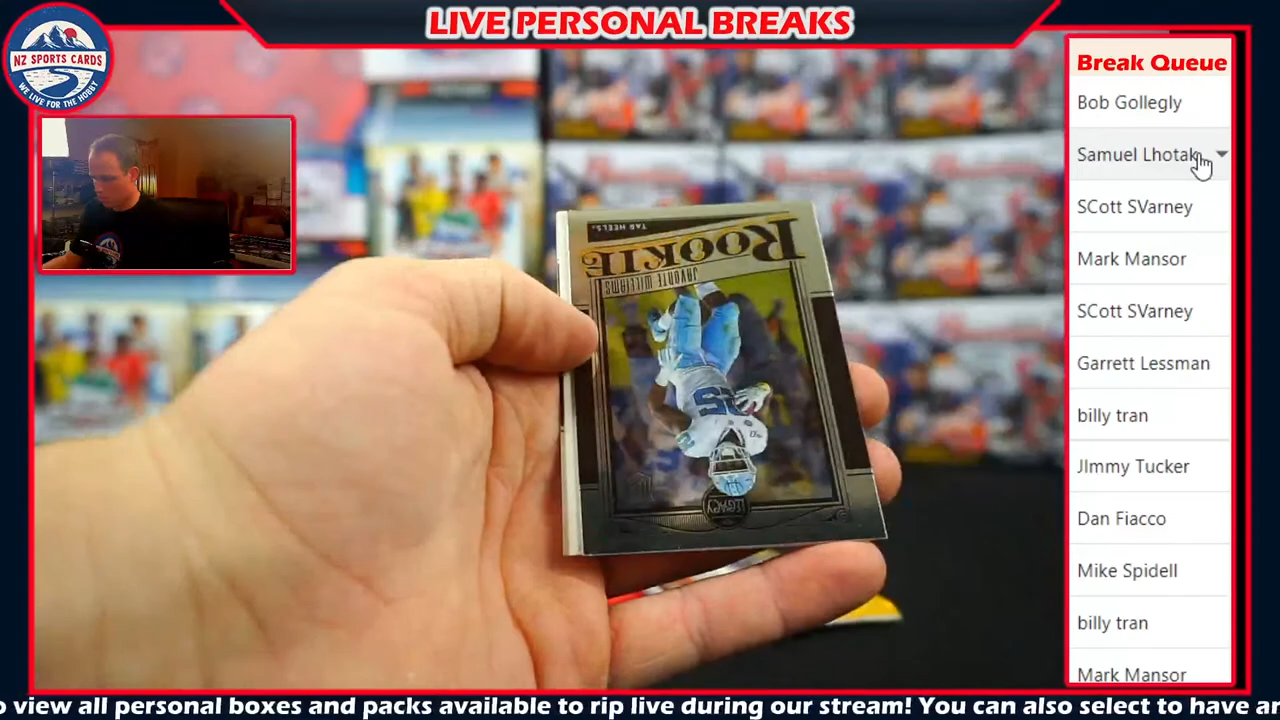 LIVE PERSONAL BREAKS
NZ SPORTS CARDS
WE LIVE FOR THE HOBBY
Break Queue
Bob Gollegly
Samuel Lhotak
SCott SVarney
Mark Mansor
SCott SVarney
Garrett Lessman
billy tran
JImmy Tucker
Dan Fiacco
Mike Spidell
billy tran
Mark Mansor
TAR HEELS
ROOKIE
JAVONTE WILLIAMS
25
LEGACY
o view all personal boxes and packs available to rip live during our stream! You can also select to have an